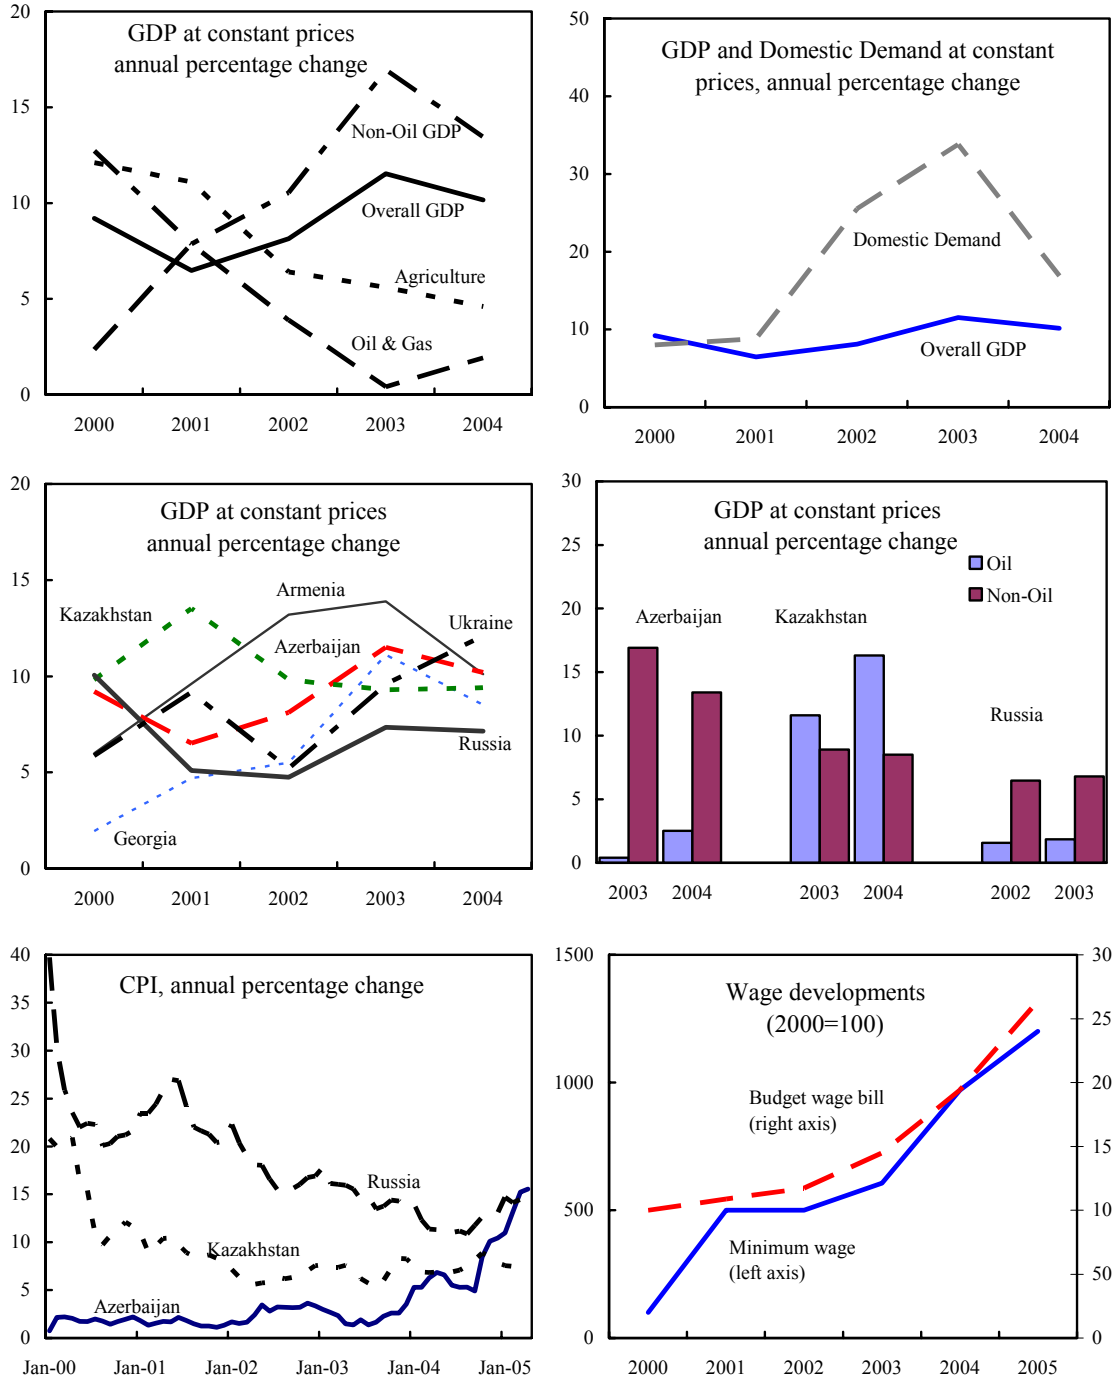 GDP at constant prices
annual percentage change
20
15
10
5
0
Non-Oil GDP
Overall GDP
Agriculture
Oil & Gas
2000 2001 2002 2003 2004
GDP and Domestic Demand at constant
prices, annual percentage change
50
40
30
20
10
0
Domestic Demand
Overall GDP
2000 2001 2002 2003 2004
GDP at constant prices
annual percentage change
20
15
10
5
0
Armenia
Kazakhstan
Ukraine
Azerbaijan
Russia
Georgia
2000 2001 2002 2003 2004
GDP at constant prices
annual percentage change
30
25
20
15
10
5
0
Oil
Non-Oil
Azerbaijan Kazakhstan
Russia
2003 2004 2003 2004 2002 2003
CPI, annual percentage change
40
35
30
25
20
15
10
5
0
Russia
Kazakhstan
Azerbaijan
Jan-00 Jan-01 Jan-02 Jan-03 Jan-04 Jan-05
Wage developments
(2000=100)
1500
1000
500
0
Budget wage bill
(right axis)
Minimum wage
(left axis)
30
25
20
15
10
50
0
2000 2001 2002 2003 2004 2005